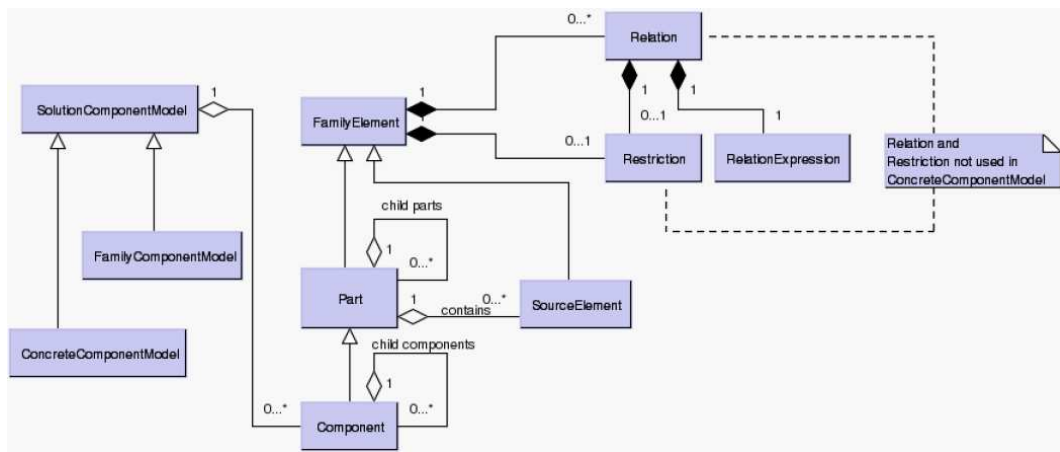 0...*
Relation
1
1
SolutionComponentModel
1
FamilyElement
1
1
0...1
1
0...1
Restriction
RelationExpression
Relation and
Restriction not used in
ConcreteComponentModel
child parts
FamilyComponentModel
1
0...*
Part
1
contains
0...*
SourceElement
ConcreteComponentModel
child components
1
0...*
Component
0...*